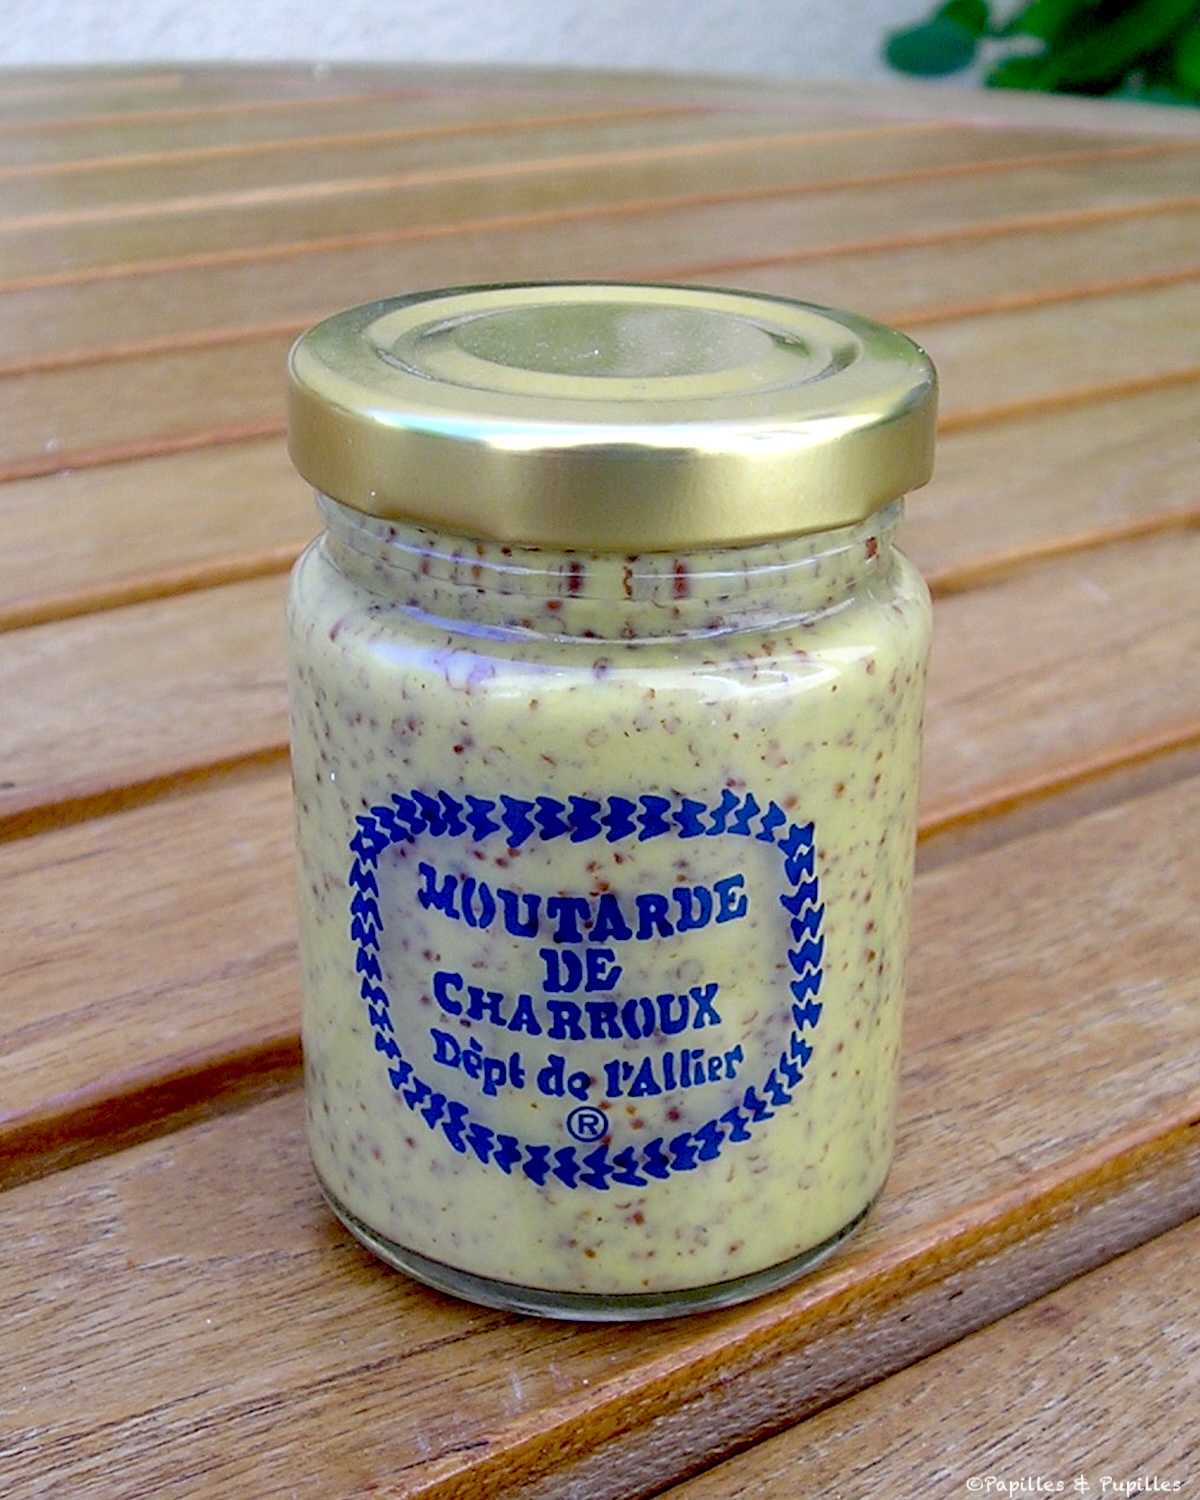 MOUTARDE
DE
CHARROUX
Dépt de l'Allier
®
©Papilles & Pupilles